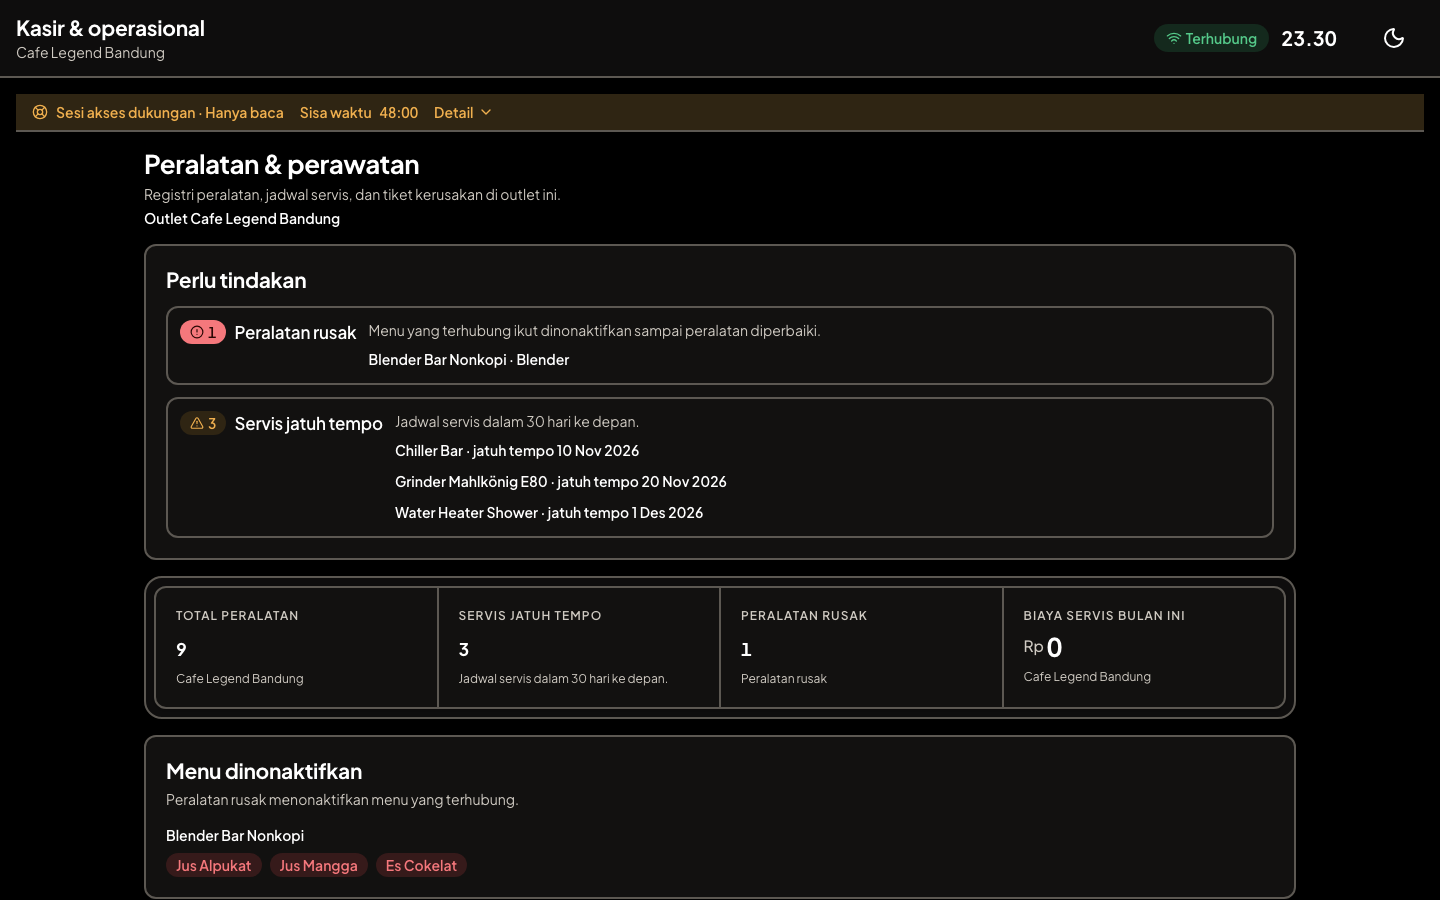 Kasir & operasional
Cafe Legend Bandung
Terhubung
23.30
Sesi akses dukungan · Hanya baca
Sisa waktu 48:00
Detail
Peralatan & perawatan
Registri peralatan, jadwal servis, dan tiket kerusakan di outlet ini.
Outlet Cafe Legend Bandung
Perlu tindakan
1
Peralatan rusak
Menu yang terhubung ikut dinonaktifkan sampai peralatan diperbaiki.
Blender Bar Nonkopi · Blender
3
Servis jatuh tempo
Jadwal servis dalam 30 hari ke depan.
Chiller Bar · jatuh tempo 10 Nov 2026
Grinder Mahlkönig E80 · jatuh tempo 20 Nov 2026
Water Heater Shower · jatuh tempo 1 Des 2026
TOTAL PERALATAN
9
Cafe Legend Bandung
SERVIS JATUH TEMPO
3
Jadwal servis dalam 30 hari ke depan.
PERALATAN RUSAK
1
Peralatan rusak
BIAYA SERVIS BULAN INI
Rp 0
Cafe Legend Bandung
Menu dinonaktifkan
Peralatan rusak menonaktifkan menu yang terhubung.
Blender Bar Nonkopi
Jus Alpukat
Jus Mangga
Es Cokelat